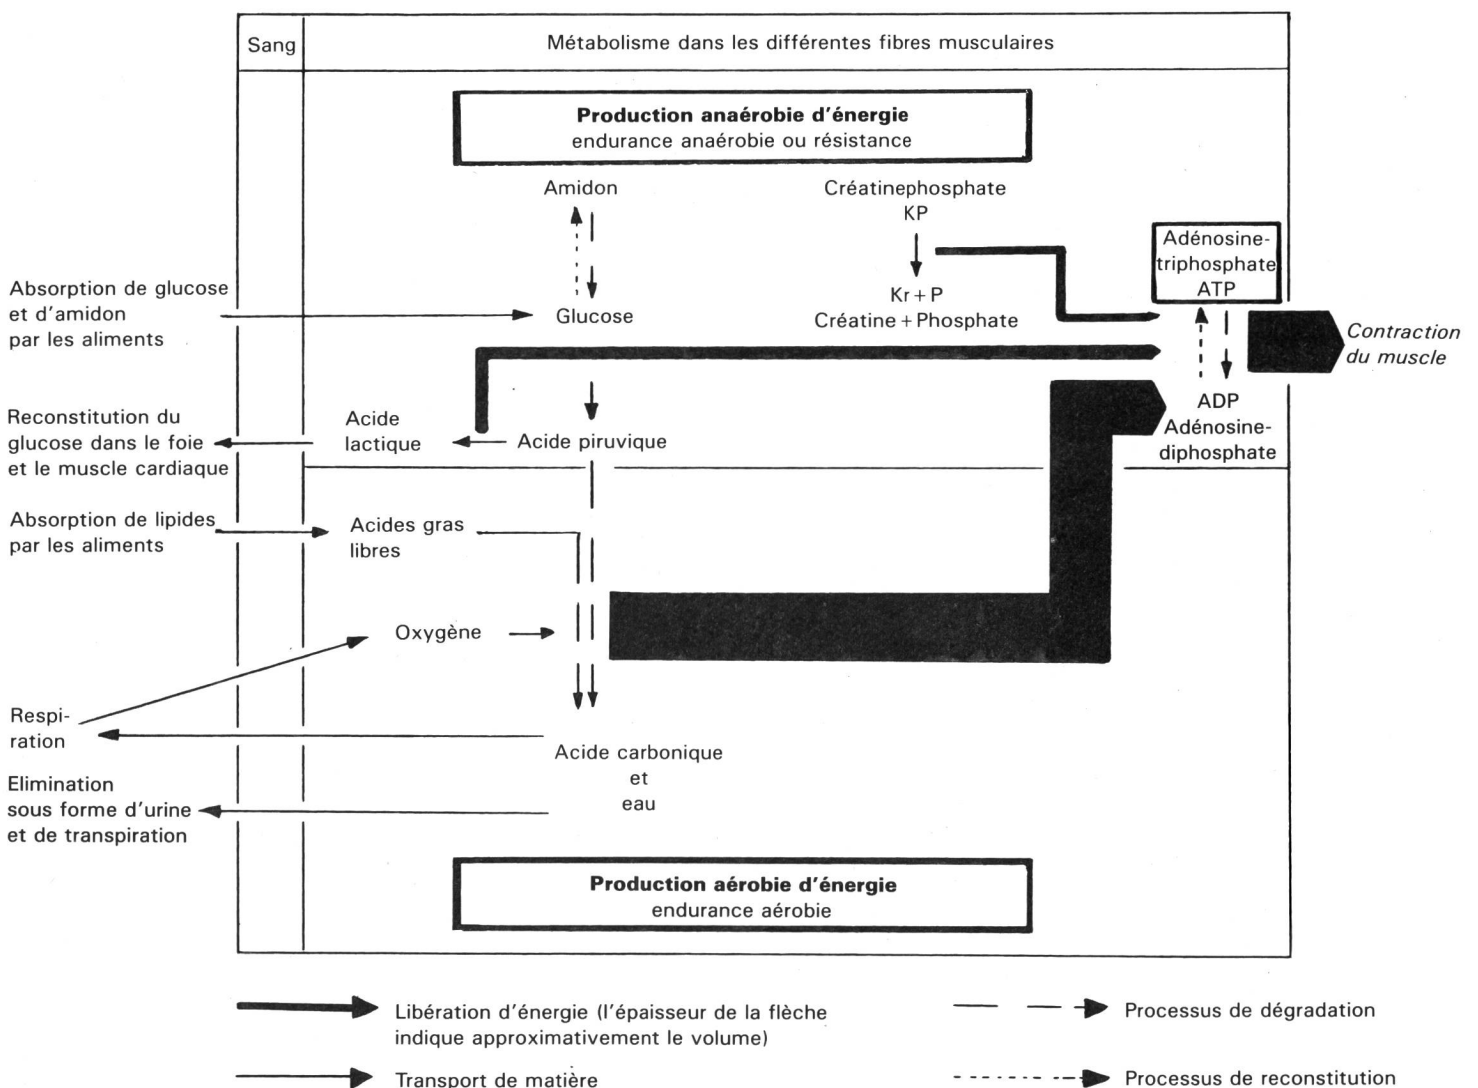 Sang
Métabolisme dans les différentes fibres musculaires
Production anaérobie d'énergie
endurance anaérobie ou résistance
Amidon
Créatinephosphate
KP
Adénosine-
triphosphate
ATP
Absorption de glucose
et d'amidon
par les aliments
Glucose
Kr + P
Créatine + Phosphate
Contraction
du muscle
ADP
Adénosine-
diphosphate
Reconstitution du
glucose dans le foie
et le muscle cardiaque
Acide
lactique
Acide piruvique
Absorption de lipides
par les aliments
Acides gras
libres
Oxygène
Respi-
ration
Acide carbonique
et
eau
Elimination
sous forme d'urine
et de transpiration
Production aérobie d'énergie
endurance aérobie
Libération d'énergie (l'épaisseur de la flèche
indique approximativement le volume)
Processus de dégradation
Transport de matière
Processus de reconstitution